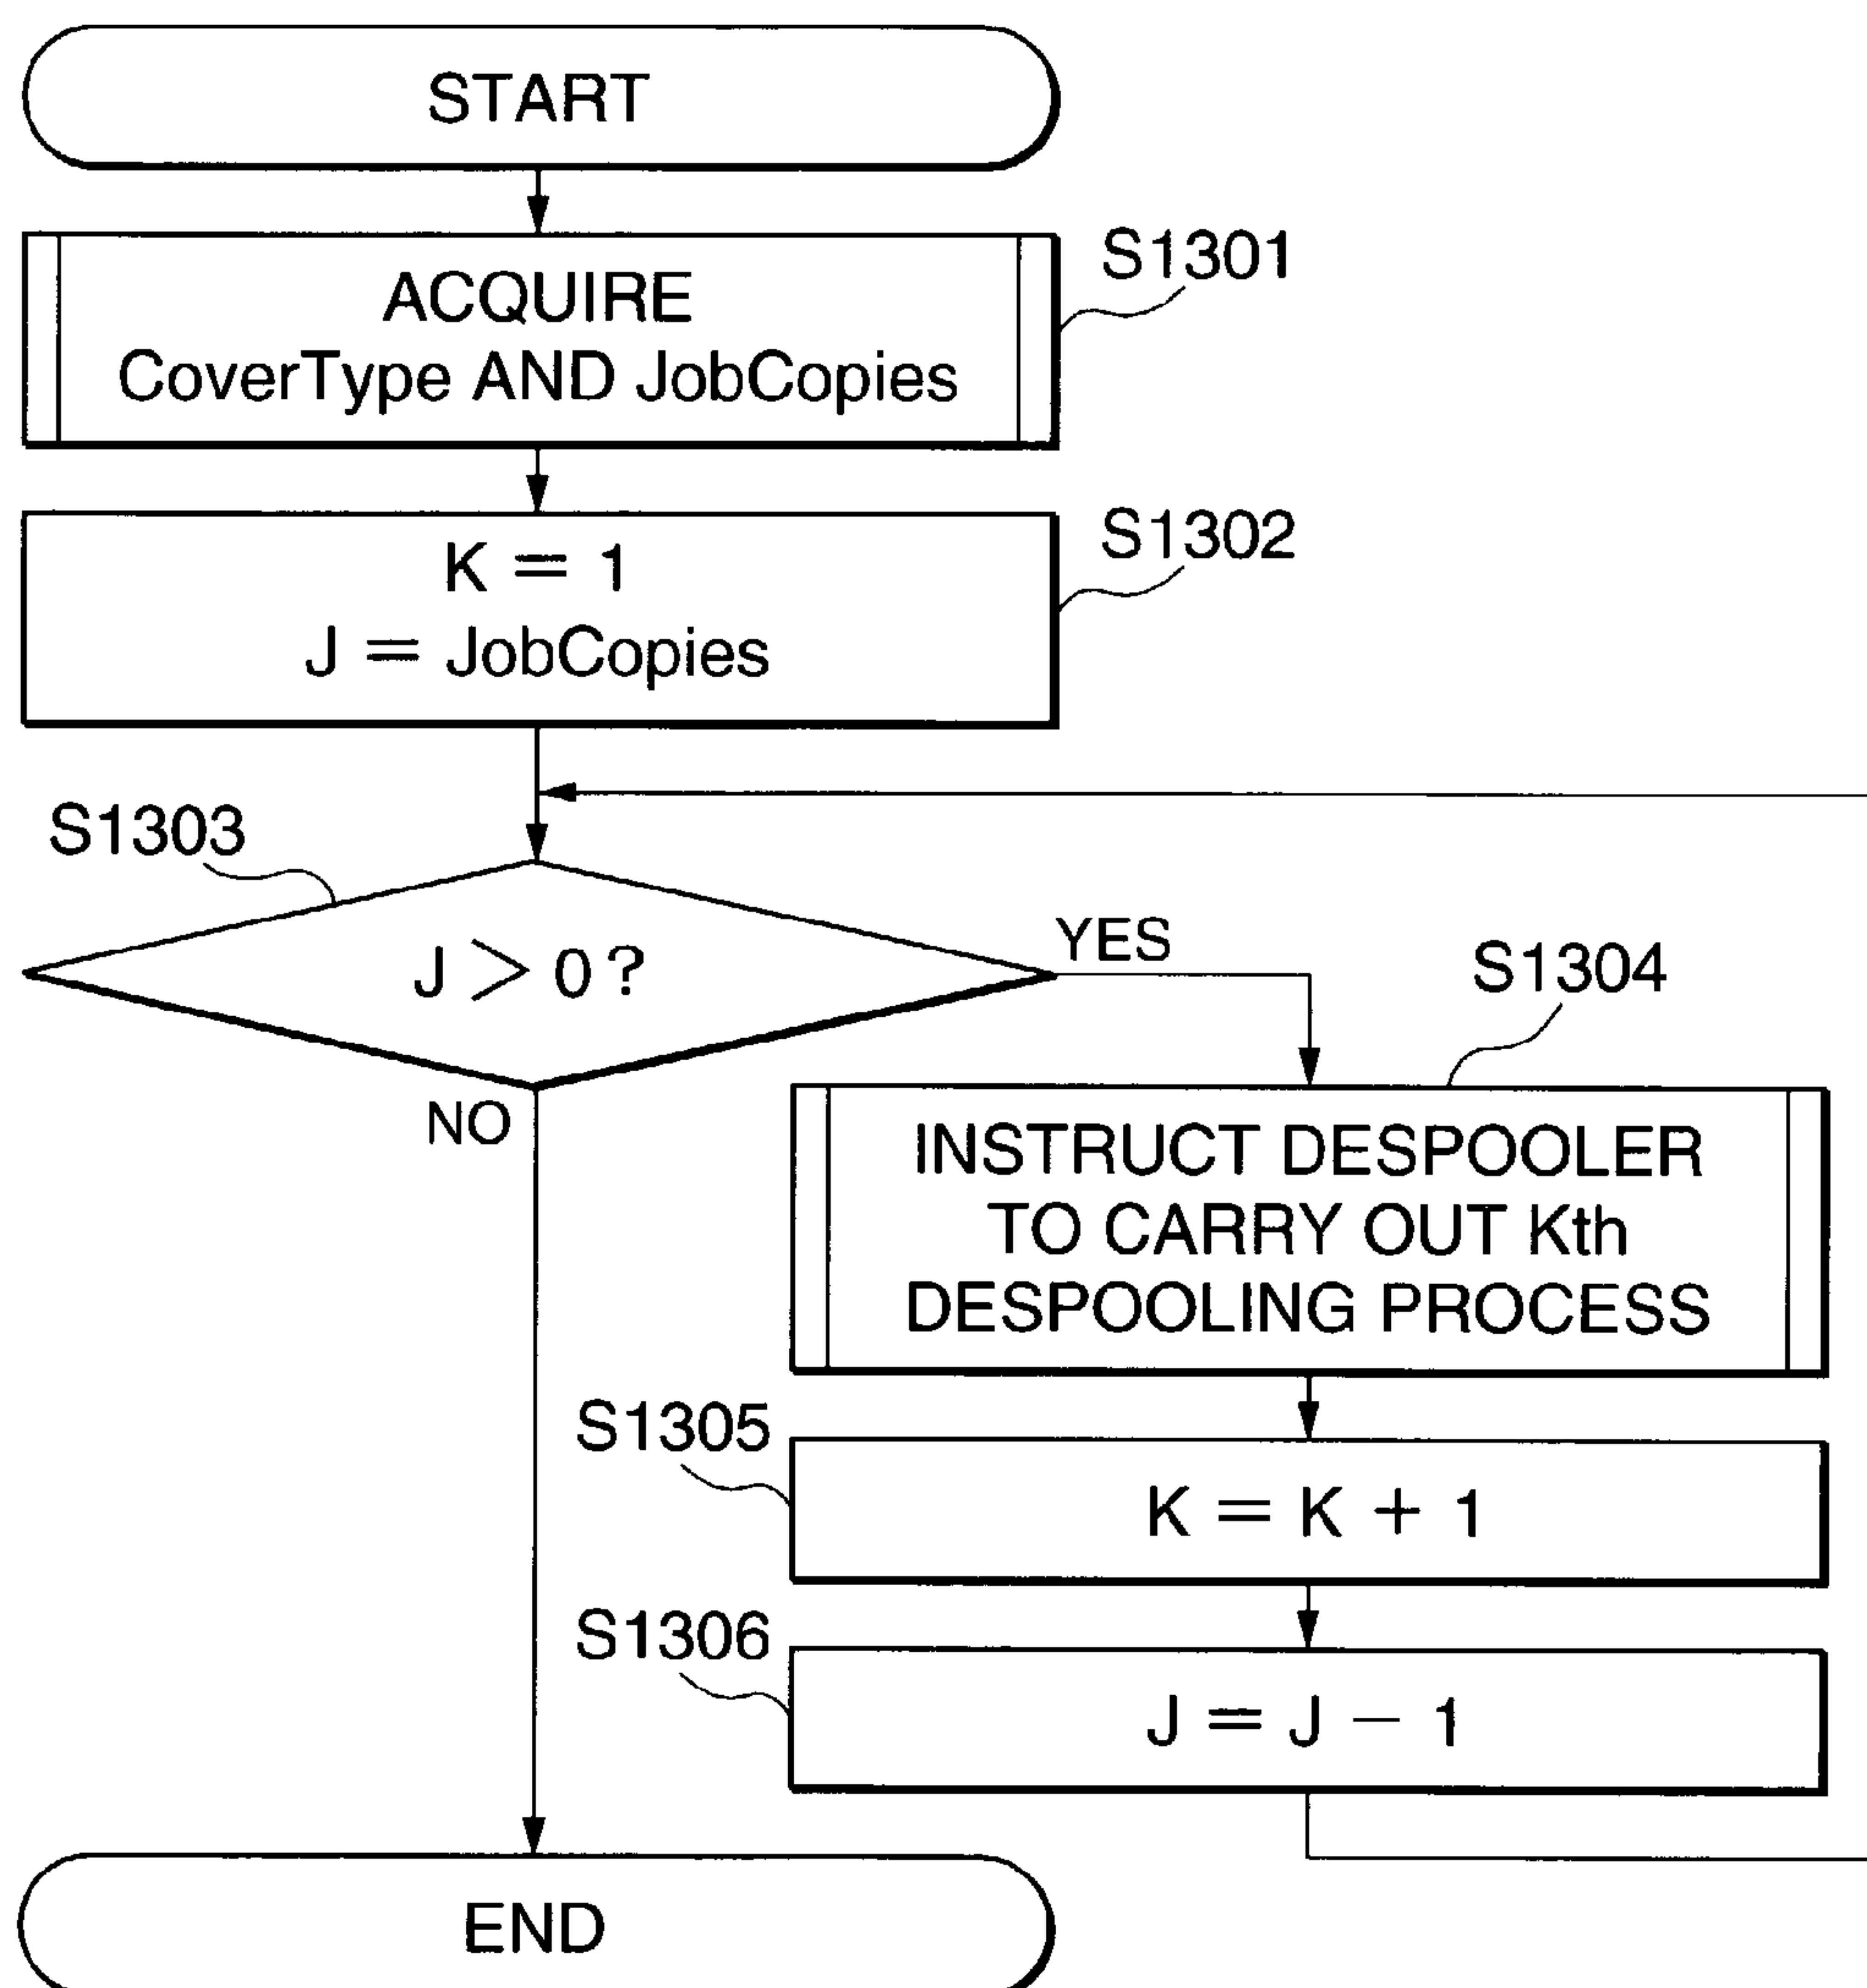 START
S1301
ACQUIRE
CoverType AND JobCopies
S1302
K = 1
J = JobCopies
S1303
J > 0 ?
YES
NO
S1304
INSTRUCT DESPOOLER
TO CARRY OUT Kth
DESPOOLING PROCESS
S1305
K = K + 1
S1306
J = J − 1
END